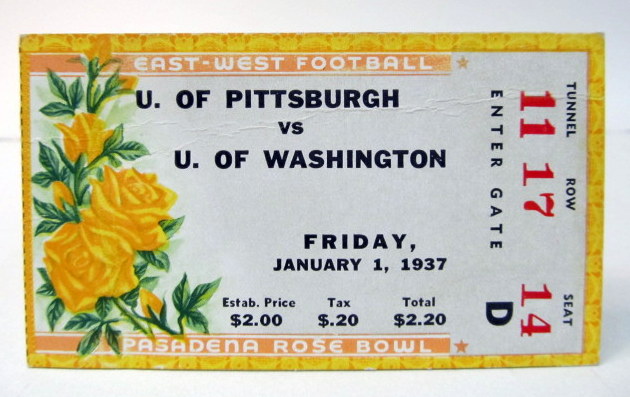 EAST-WEST FOOTBALL
U. OF PITTSBURGH
VS
U. OF WASHINGTON
FRIDAY,
JANUARY 1, 1937
Estab. Price Tax Total
$2.00 $.20 $2.20
PASADENA ROSE BOWL
ENTER GATE D
TUNNEL ROW SEAT
11 17 14